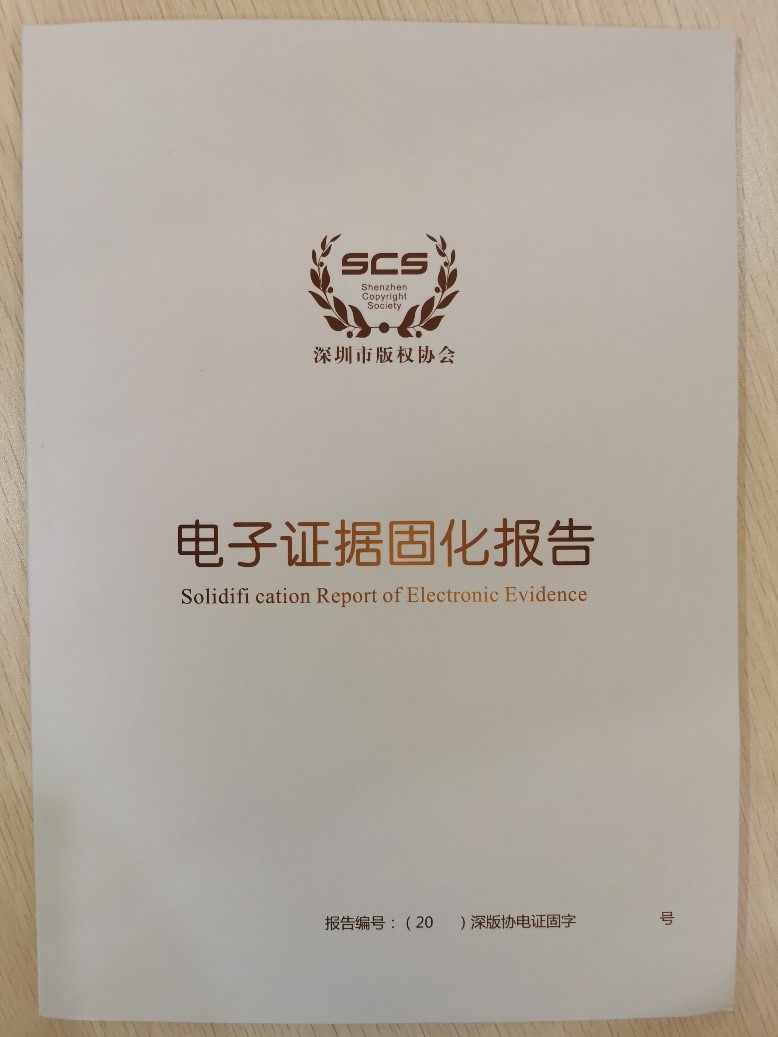 SCS
Shenzhen
Copyright
Society
深圳市版权协会
电子证据固化报告
Solidifi cation Report of Electronic Evidence
报告编号：（20 ）深版协电证固字 号